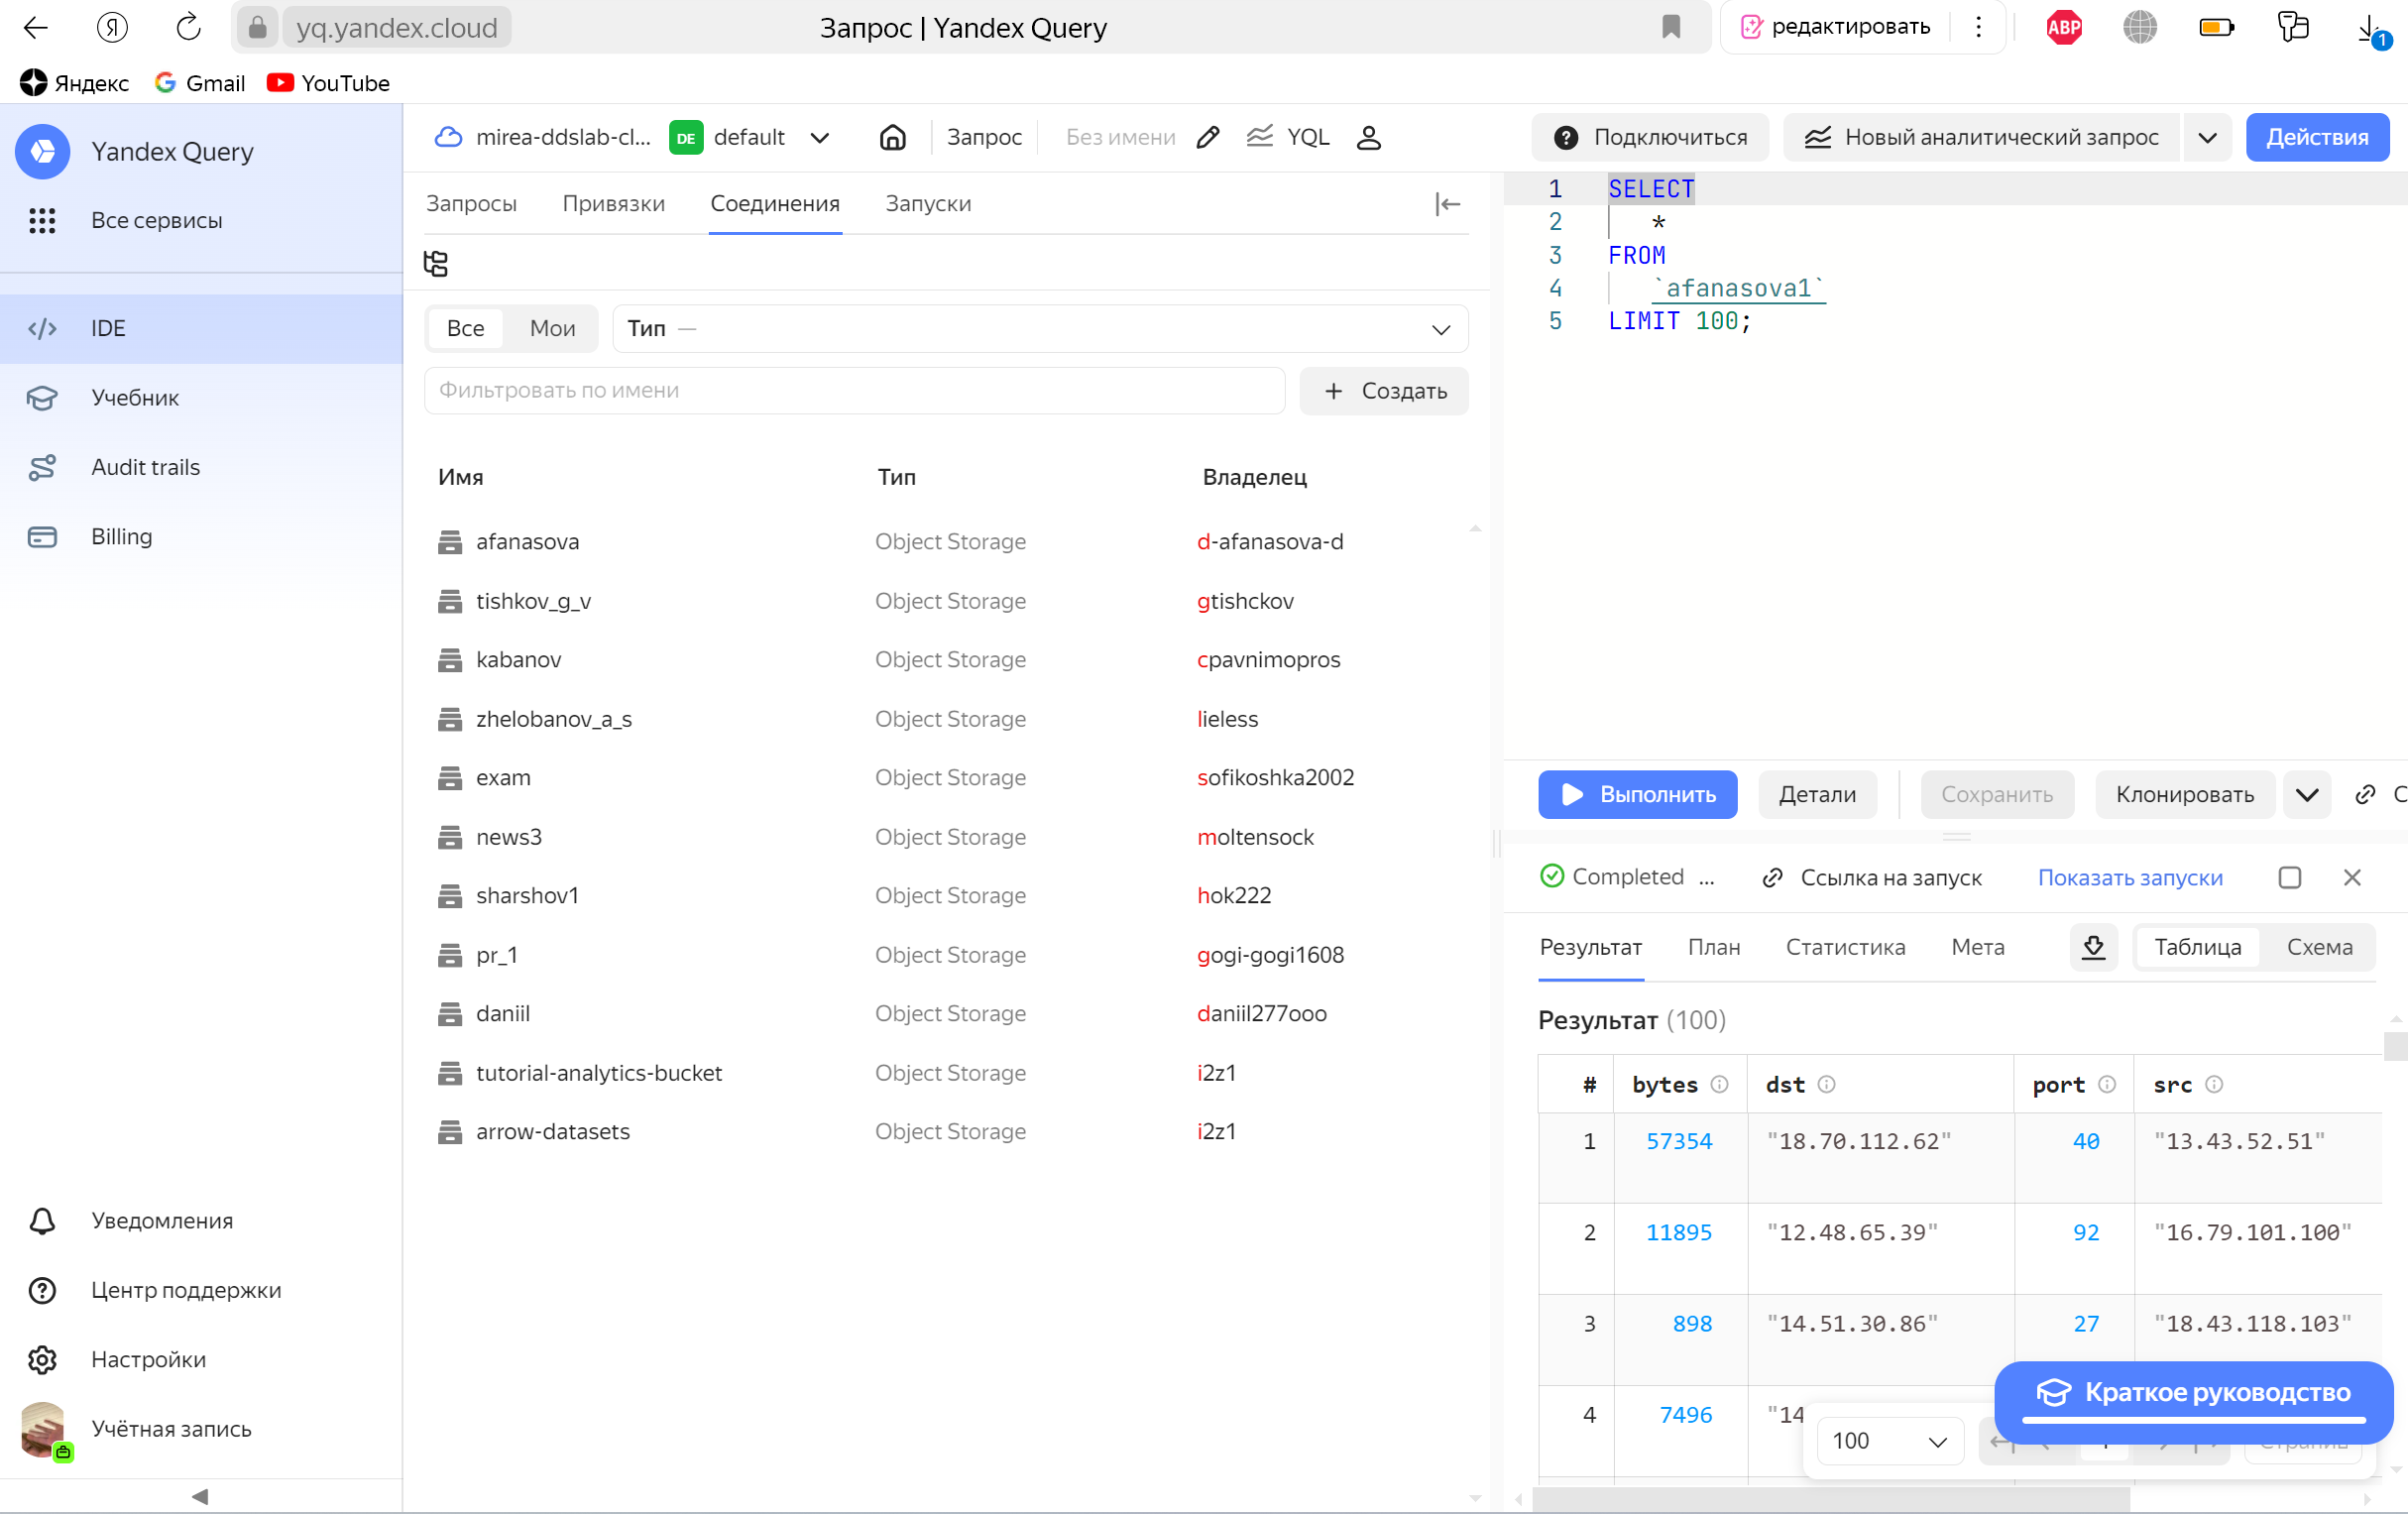 Я
yq.yandex.cloud
Запрос | Yandex Query
редактировать
ABP
1
Яндекс
Gmail
YouTube
Yandex Query
Все сервисы
IDE
Учебник
Audit trails
Billing
Уведомления
Центр поддержки
Настройки
Учётная запись
mirea-ddslab-cl...
DE
default
Запрос
Без имени
YQL
Подключиться
Новый аналитический запрос
Действия
Запросы
Привязки
Соединения
Запуски
Все
Мои
Тип —
Фильтровать по имени
+ Создать
Имя Тип Владелец
afanasova Object Storage d-afanasova-d
tishkov_g_v Object Storage gtishckov
kabanov Object Storage cpavnimopros
zhelobanov_a_s Object Storage lieless
exam Object Storage sofikoshka2002
news3 Object Storage moltensock
sharshov1 Object Storage hok222
pr_1 Object Storage gogi-gogi1608
daniil Object Storage daniil277ooo
tutorial-analytics-bucket Object Storage i2z1
arrow-datasets Object Storage i2z1
1 SELECT
2 *
3 FROM
4 `afanasova1`
5 LIMIT 100;
Выполнить
Детали
Сохранить
Клонировать
С
Completed ...
Ссылка на запуск
Показать запуски
Результат
План
Статистика
Мета
Таблица
Схема
Результат (100)
# bytes dst port src
1 57354 "18.70.112.62" 40 "13.43.52.51"
2 11895 "12.48.65.39" 92 "16.79.101.100"
3 898 "14.51.30.86" 27 "18.43.118.103"
4 7496 "14
Краткое руководство
100